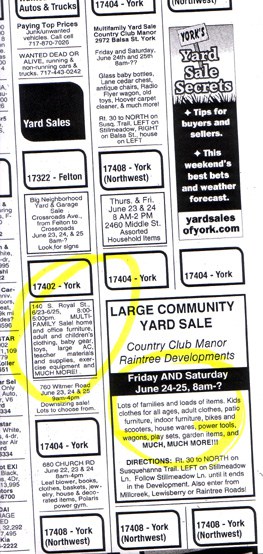 Autos & Trucks
Paying Top Prices
Junk/unwanted
vehicles. Call cell
717-870-7026
WANTED DEAD OR
ALIVE, running &
non-running cars &
trucks. 717-443-0242
Yard Sales
17322 - Felton
Big Neighborhood
Yard & Garage
Sale
Crossroads Ave.,
from Felton to
Crossroads
June 23, 24, & 25
8am-?
Look for signs
17402 - York
140 S. Royal St.,
6/23-6/25, 8:00-
5:00pm. MULTI-
FAMILY Sale! home
and office furniture,
adult and children's
clothing, baby gear,
toys, large AC,
teacher materials
and supplies, exer-
cise equipment and
MUCH MORE!!!
760 Witmer Road
June 23, 24 & 25
9am-4pm
Downsizing sale!
Lots to choose from.
17404 - York
660 CHURCH RD
June 22, 23 & 24
8am-4pm
Leaf blower, books,
clothes, baskets, jew-
elry, house & deco-
rated items, Polaris
power gym.
17408 - York
(Northwest)
17404 - York
Multifamily Yard Sale
Country Club Manor
2972 Balsa St. York
Friday and Saturday,
June 24th and 25th
8am-??
Glass baby bottles,
Lane cedar chest,
antique chairs, Radio
Flyer wagon, old
toys, Hoover carpet
cleaner, & much more!
Rt. 30 to NORTH on
Susq. Trail, LEFT on
Stillmeadow, RIGHT
on Balsa St., house
on LEFT
17408 - York
(Northwest)
Thurs. & Fri.
June 23 & 24
8 AM-2 PM
2460 Middle St.
Assorted
Household Items
17404 - York
(Northwest)
YORK'S
Yard
Sale
Secrets
+ Tips for
buyers and
sellers.
+ This
weekend's
best bets
and weather
forecast.
yardsales
ofyork.com
17404 - York
LARGE COMMUNITY
YARD SALE
Country Club Manor
Raintree Developments
Friday AND Saturday
June 24-25, 8am-?
Lots of families and loads of items. Kids
clothes for all ages, adult clothes, patio
furniture, indoor furniture, bikes and
scooters, house wares, power tools,
wagons, play sets, garden items, and
MUCH, MUCH MORE!!!
DIRECTIONS: Rt. 30 to NORTH on
Susquehanna Trail. LEFT on Stillmeadow
Ln. Follow Stillmeadow Ln. until it ends
in the Development. Also enter from
Millcreek, Lewisberry or Raintree Roads
17408 - York
(Northwest)
17408 - York
(Northwest)